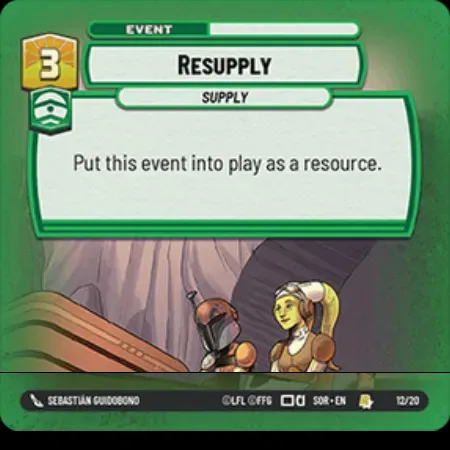 EVENT
3
RESUPPLY
SUPPLY
Put this event into play as a resource.
SEBASTIÁN GUIDOBONO
©LFL ©FFG
SOR • EN
12/20